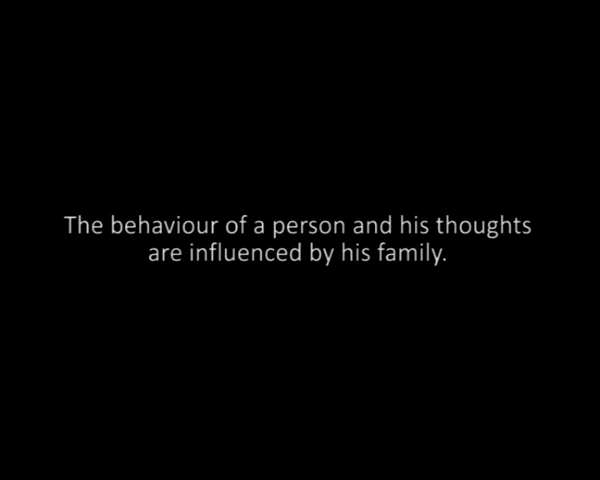 The behaviour of a person and his thoughts
are influenced by his family.